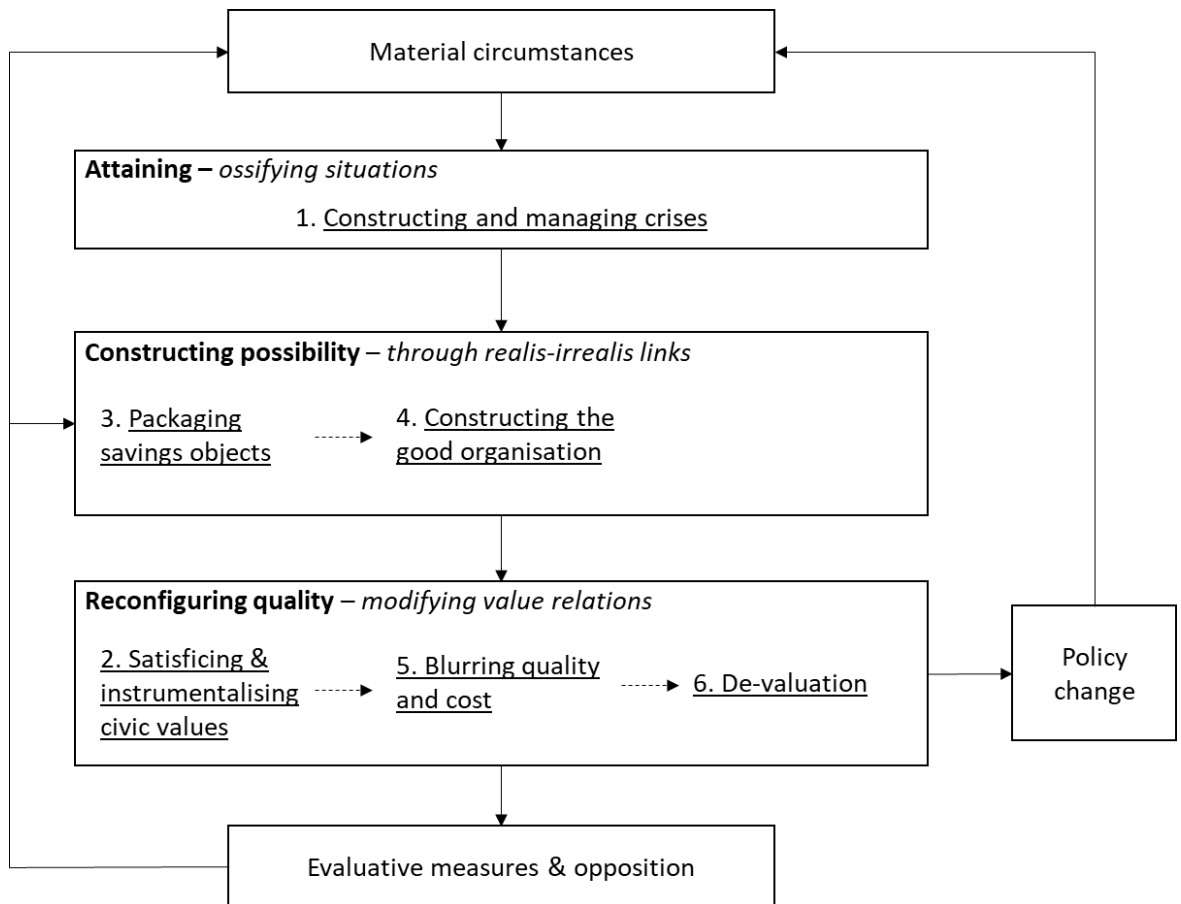 Material circumstances
Attaining – ossifying situations
1. Constructing and managing crises
Constructing possibility – through realis-irrealis links
3. Packaging
savings objects
4. Constructing the
good organisation
Reconfiguring quality – modifying value relations
2. Satisficing &
instrumentalising
civic values
5. Blurring quality
and cost
6. De-valuation
Policy
change
Evaluative measures & opposition